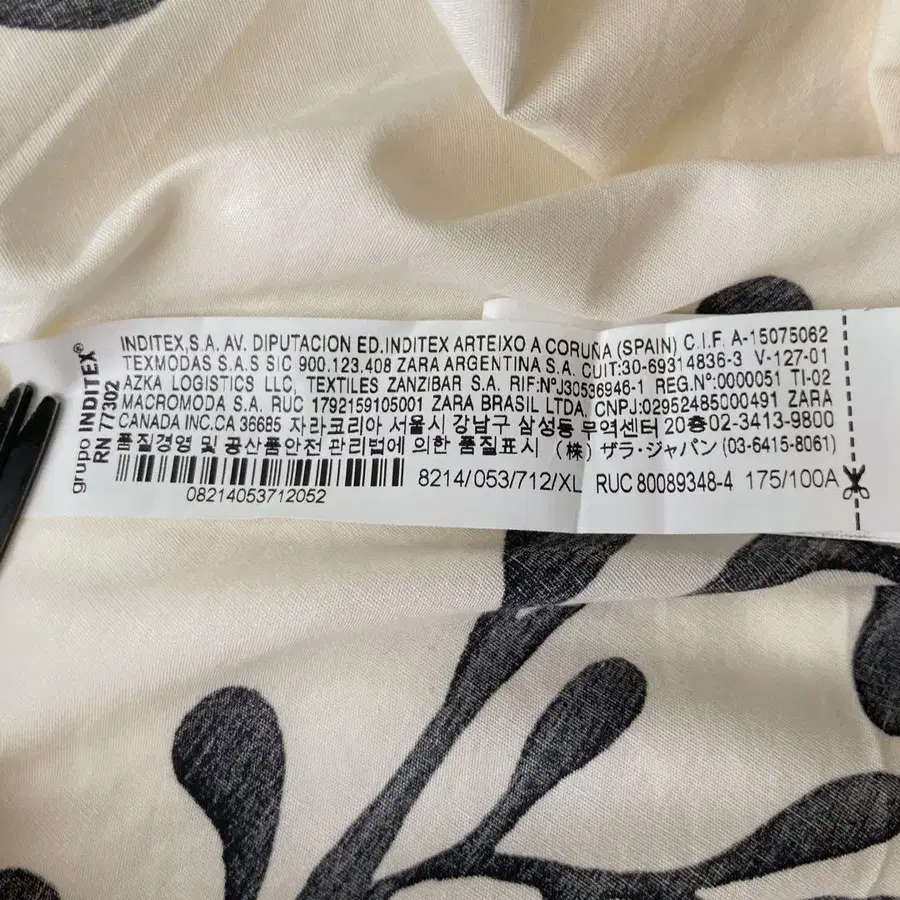 grupo INDITEX®
RN 77302
INDITEX,S.A. AV. DIPUTACION ED.INDITEX ARTEIXO A CORUÑA (SPAIN) C.I.F. A-15075062
TEXMODAS S.A.S SIC 900.123.408 ZARA ARGENTINA S.A. CUIT:30-69314836-3 V-127-01
AZKA LOGISTICS LLC, TEXTILES ZANZIBAR S.A. RIF:NºJ30536946-1 REG.Nº:0000051 TI-02
MACROMODA S.A. RUC 1792159105001 ZARA BRASIL LTDA. CNPJ:02952485000491 ZARA
CANADA INC.CA 36685 자라코리아 서울시 강남구 삼성동 무역센터 20층 02-3413-9800
품질경영 및 공산품안전 관리법에 의한 품질표시 (株) ザラ・ジャパン (03-6415-8061)
08214053712052
8214/053/712/XL RUC 80089348-4 175/100A